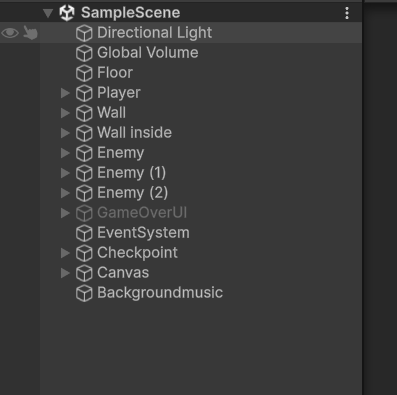 SampleScene
Directional Light
Global Volume
Floor
Player
Wall
Wall inside
Enemy
Enemy (1)
Enemy (2)
GameOverUI
EventSystem
Checkpoint
Canvas
Backgroundmusic